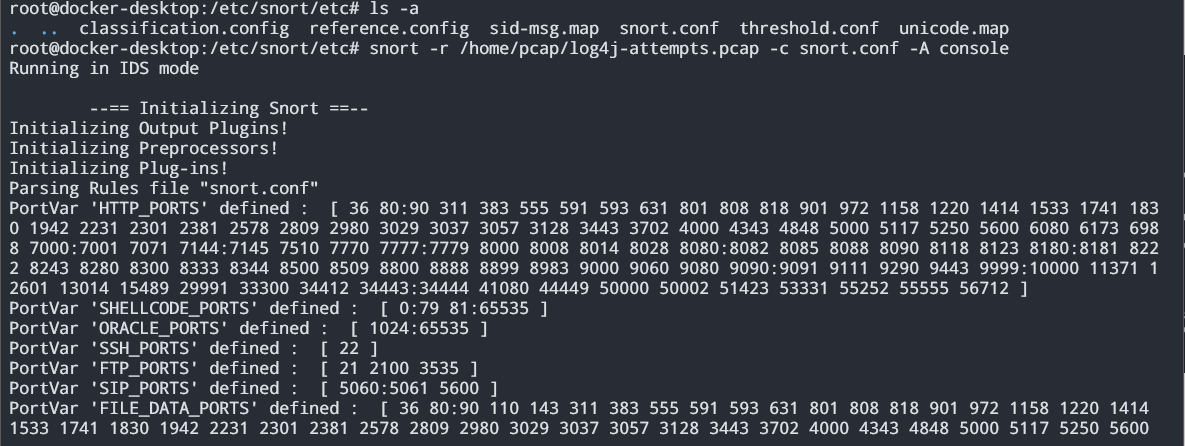 root@docker-desktop:/etc/snort/etc# ls -a
.  ..  classification.config  reference.config  sid-msg.map  snort.conf  threshold.conf  unicode.map
root@docker-desktop:/etc/snort/etc# snort -r /home/pcap/log4j-attempts.pcap -c snort.conf -A console
Running in IDS mode
--== Initializing Snort ==--
Initializing Output Plugins!
Initializing Preprocessors!
Initializing Plug-ins!
Parsing Rules file "snort.conf"
PortVar 'HTTP_PORTS' defined :  [ 36 80:90 311 383 555 591 593 631 801 808 818 901 972 1158 1220 1414 1533 1741 183
0 1942 2231 2301 2381 2578 2809 2980 3029 3037 3057 3128 3443 3702 4000 4343 4848 5000 5117 5250 5600 6080 6173 698
8 7000:7001 7071 7144:7145 7510 7770 7777:7779 8000 8008 8014 8028 8080:8082 8085 8088 8090 8118 8123 8180:8181 822
2 8243 8280 8300 8333 8344 8500 8509 8800 8888 8899 8983 9000 9060 9080 9090:9091 9111 9290 9443 9999:10000 11371 1
2601 13014 15489 29991 33300 34412 34443:34444 41080 44449 50000 50002 51423 53331 55252 55555 56712 ]
PortVar 'SHELLCODE_PORTS' defined :  [ 0:79 81:65535 ]
PortVar 'ORACLE_PORTS' defined :  [ 1024:65535 ]
PortVar 'SSH_PORTS' defined :  [ 22 ]
PortVar 'FTP_PORTS' defined :  [ 21 2100 3535 ]
PortVar 'SIP_PORTS' defined :  [ 5060:5061 5600 ]
PortVar 'FILE_DATA_PORTS' defined :  [ 36 80:90 110 143 311 383 555 591 593 631 801 808 818 901 972 1158 1220 1414
1533 1741 1830 1942 2231 2301 2381 2578 2809 2980 3029 3037 3057 3128 3443 3702 4000 4343 4848 5000 5117 5250 5600